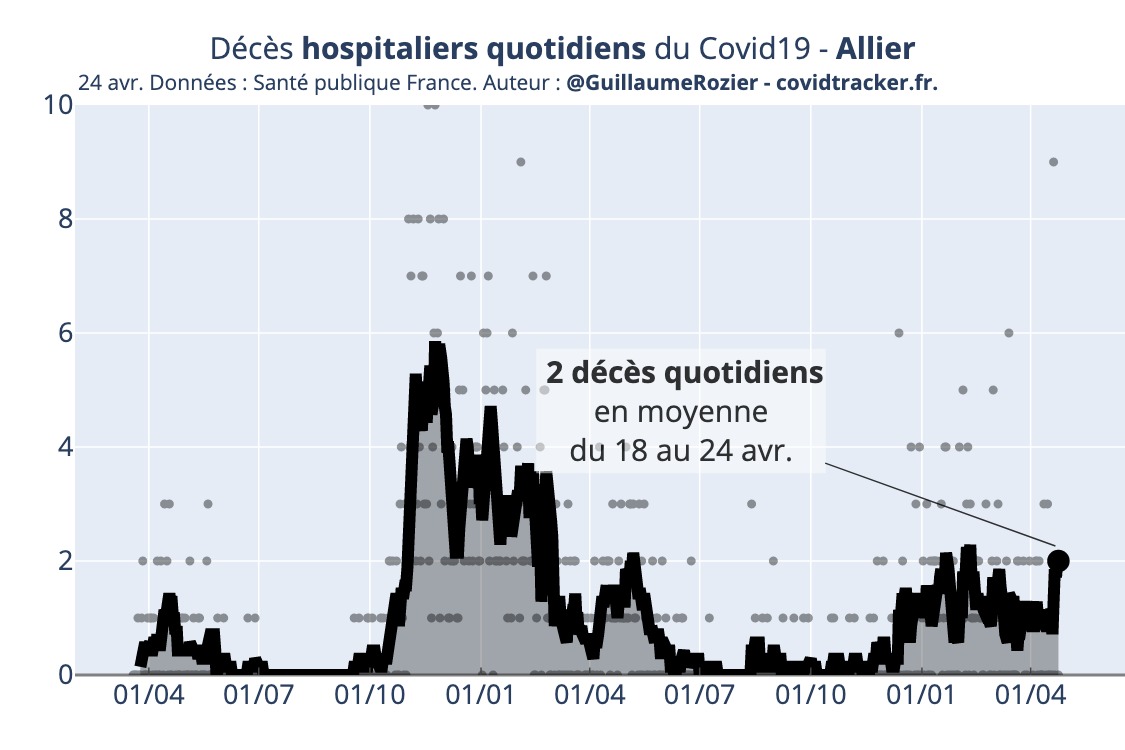 Décès hospitaliers quotidiens du Covid19 - Allier
24 avr. Données : Santé publique France. Auteur : @GuillaumeRozier - covidtracker.fr.
10
8
6
4
2
0
2 décès quotidiens
en moyenne
du 18 au 24 avr.
01/04 01/07 01/10 01/01 01/04 01/07 01/10 01/01 01/04